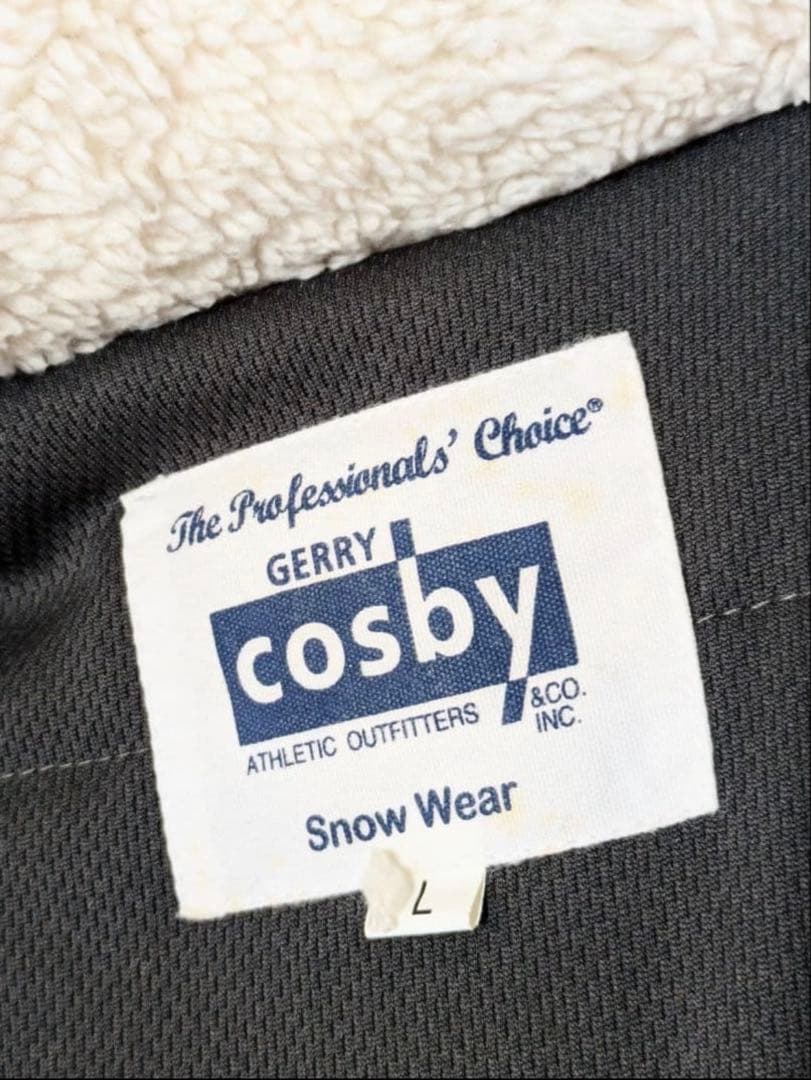 The Professionals' Choice®
GERRY
cosby
ATHLETIC OUTFITTERS &CO. INC.
Snow Wear
L